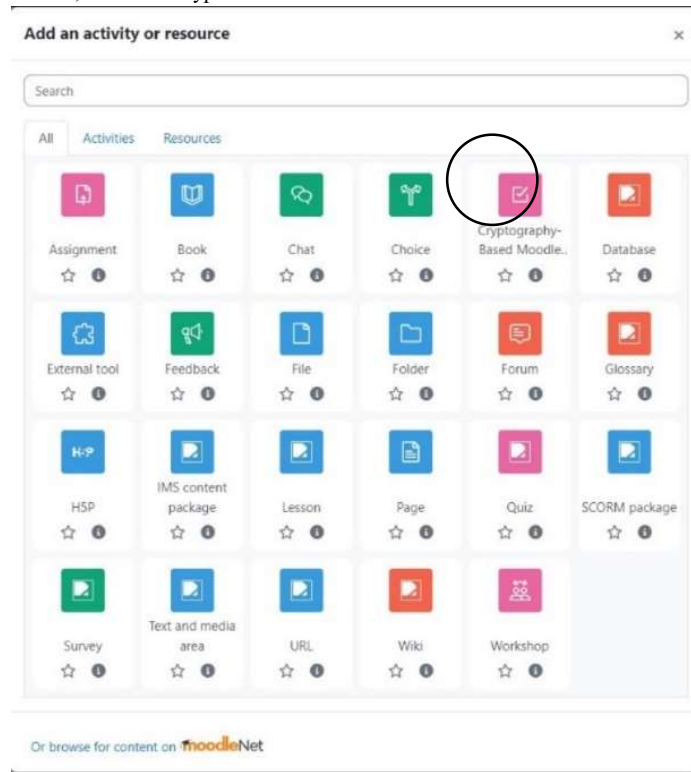 Add an activity or resource ×
Search
All Activities Resources
Assignment
Book
Chat
Choice
Cryptography-
Based Moodle..
Database
External tool
Feedback
File
Folder
Forum
Glossary
H5P
H5P
IMS content
package
Lesson
Page
Quiz
SCORM package
Survey
Text and media
area
URL
Wiki
Workshop
Or browse for content on moodleNet